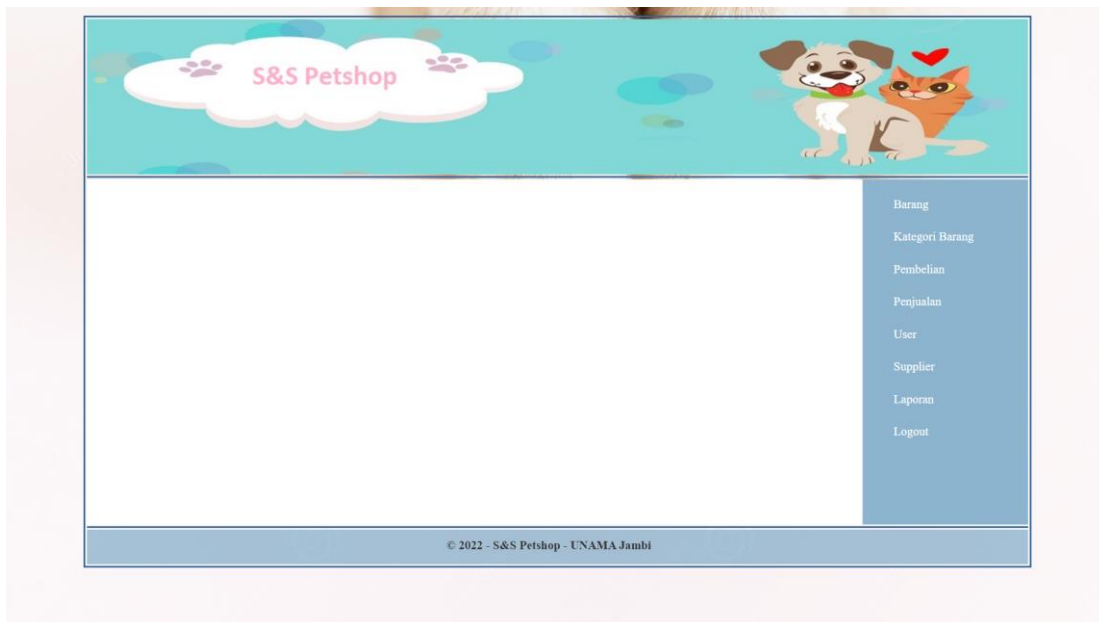 S&S Petshop
Barang
Kategori Barang
Pembelian
Penjualan
User
Supplier
Laporan
Logout
© 2022 - S&S Petshop - UNAMA Jambi